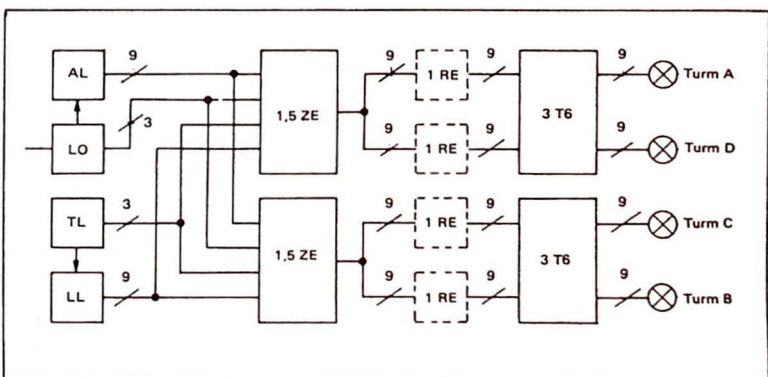 9 9 9 9
AL 1 RE Turm A
1,5 ZE 3 T6
3 9 9 9
LO 1 RE Turm D
3 9 9 9
TL 1 RE Turm C
1,5 ZE 3 T6
9 9 9 9
LL 1 RE Turm B